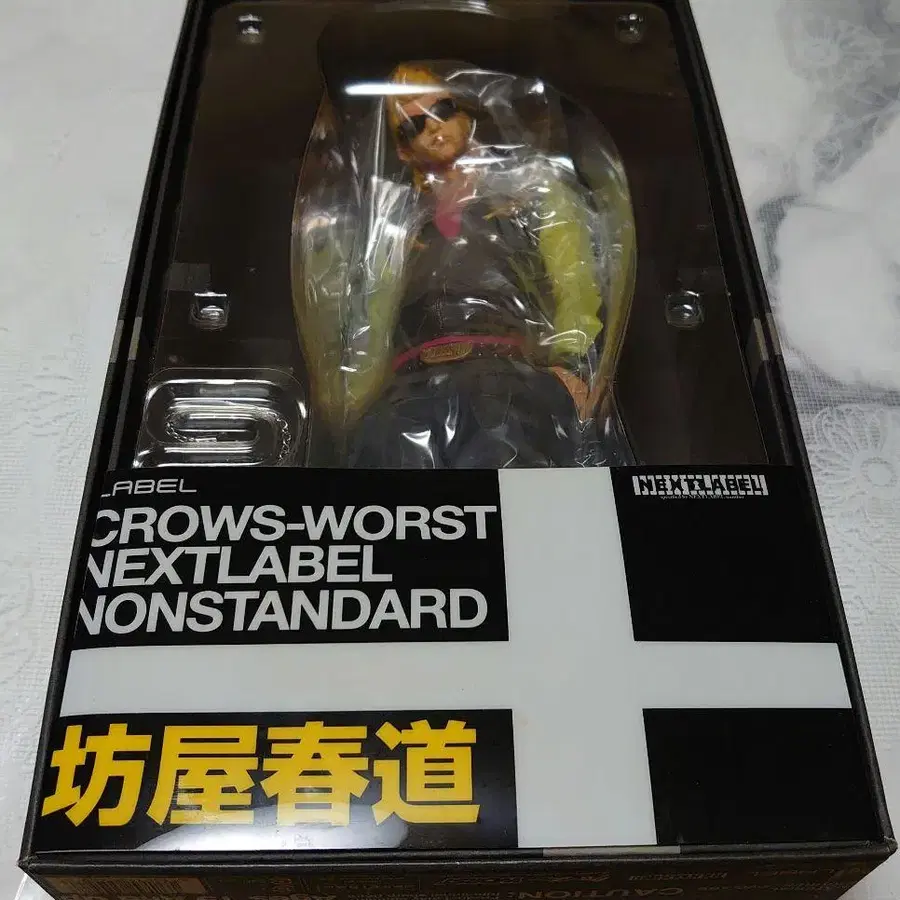 LABEL
NEXTLABEL
CROWS-WORST
NEXTLABEL
NONSTANDARD
坊屋春道
CAUTION: